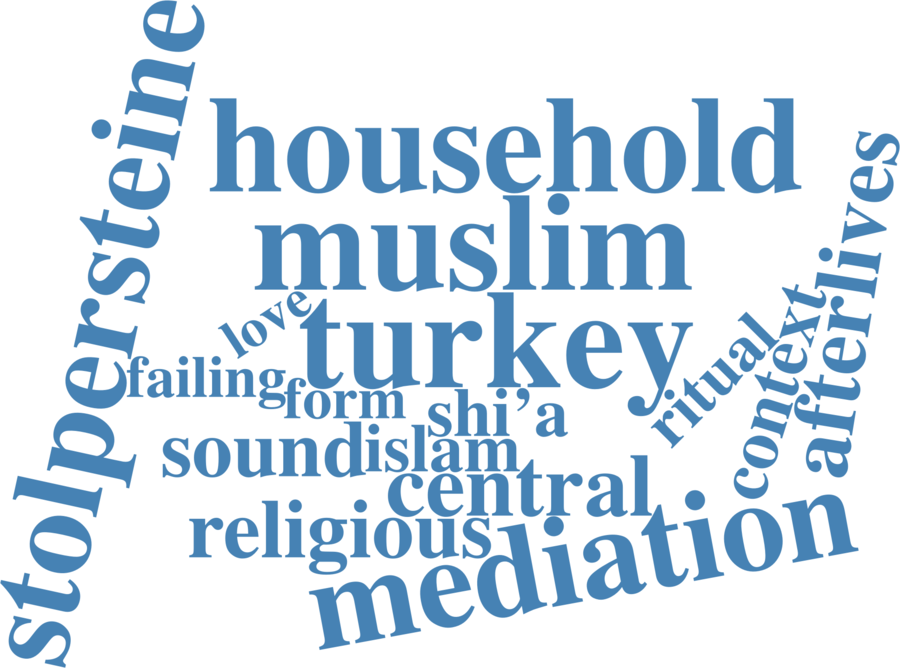 stolpersteine
household
muslim
turkey
love
failing
form
shi’a
sound
islam
central
religious
mediation
ritual
context
afterlives